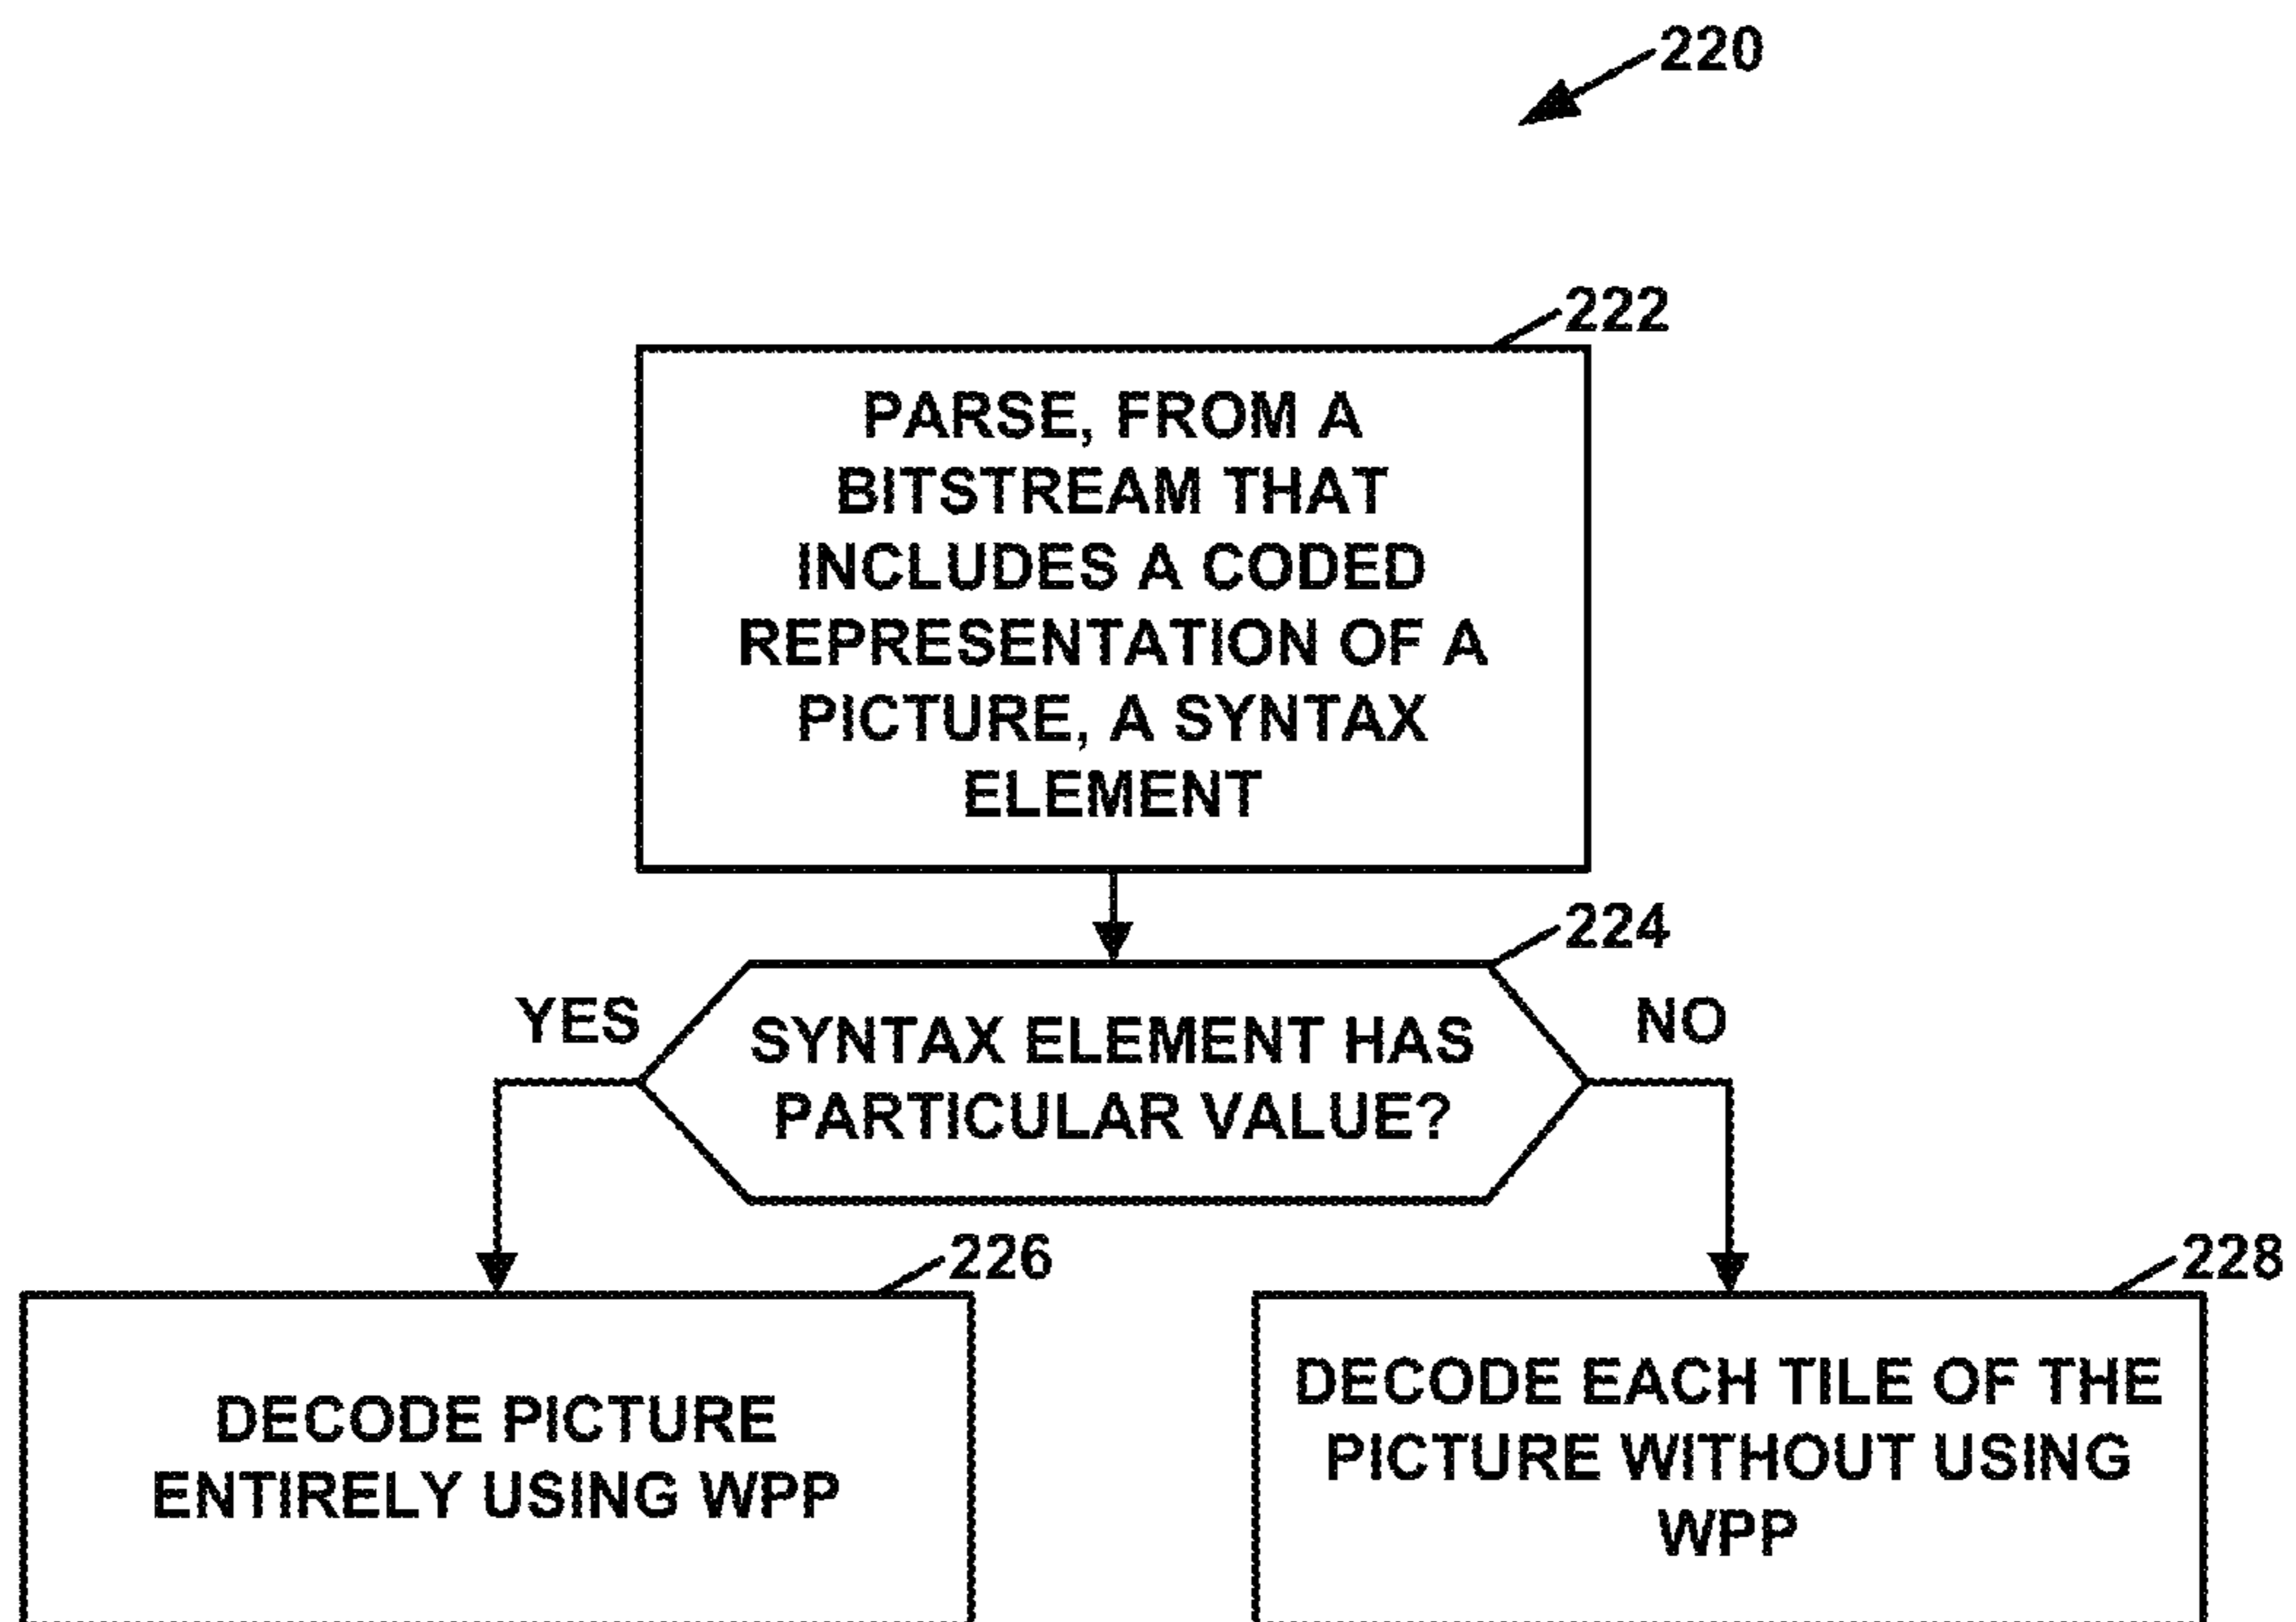 220
222
PARSE, FROM A
BITSTREAM THAT
INCLUDES A CODED
REPRESENTATION OF A
PICTURE, A SYNTAX
ELEMENT
224
YES
NO
SYNTAX ELEMENT HAS
PARTICULAR VALUE?
226
228
DECODE PICTURE
ENTIRELY USING WPP
DECODE EACH TILE OF THE
PICTURE WITHOUT USING
WPP